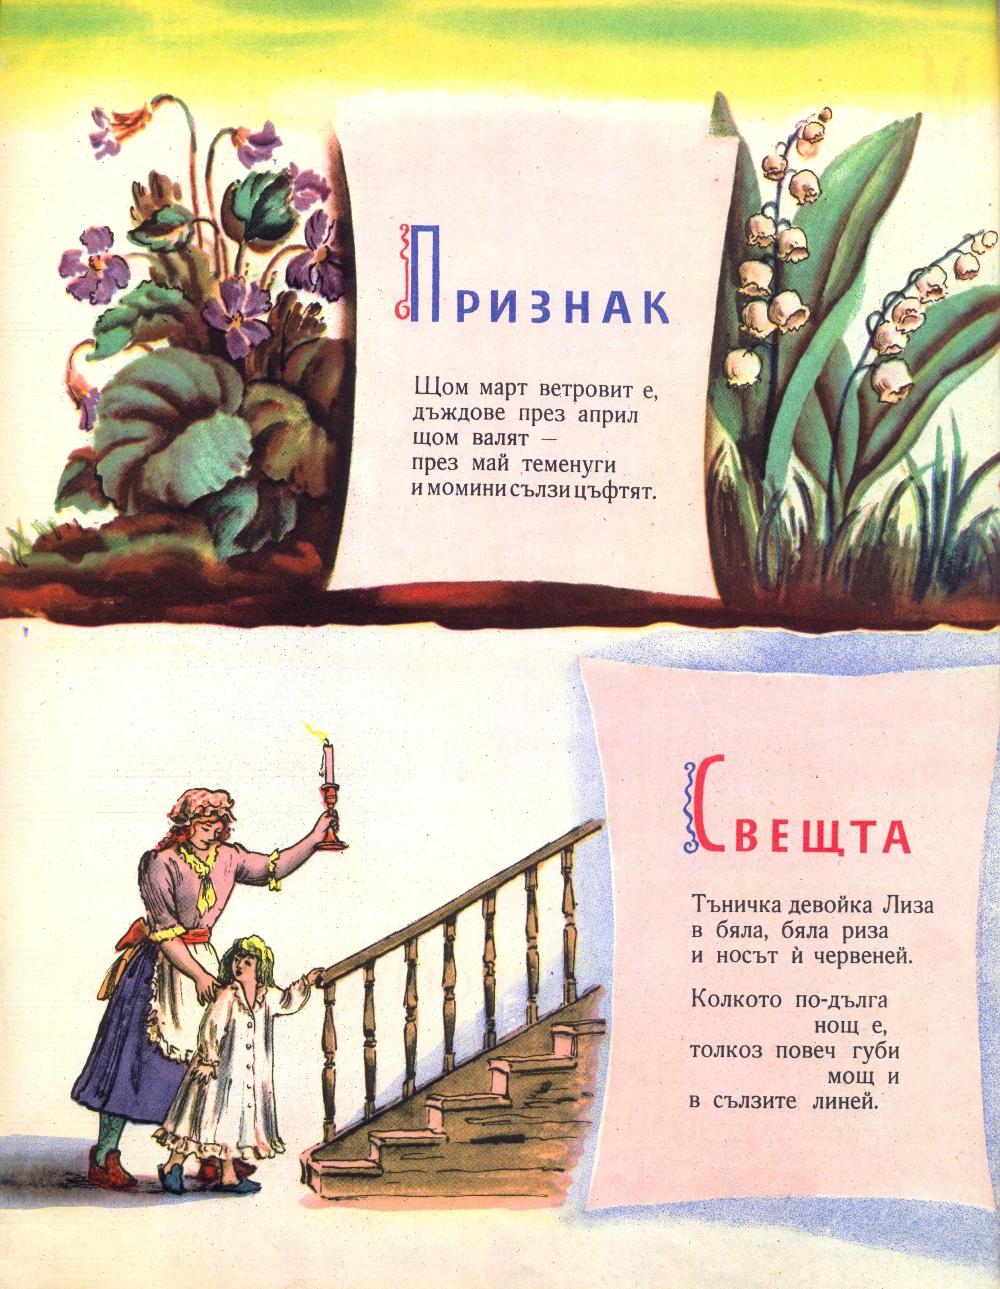 ПРИЗНАК
Щом март ветровит е,
дъждове през април
щом валят —
през май теменуги
и момини сълзи цъфтят.
СВЕЩТА
Тъничка девойка Лиза
в бяла, бяла риза
и носът ѝ червеней.
Колкото по-дълга
нощ е,
толкоз повеч губи
мощ и
в сълзите линей.